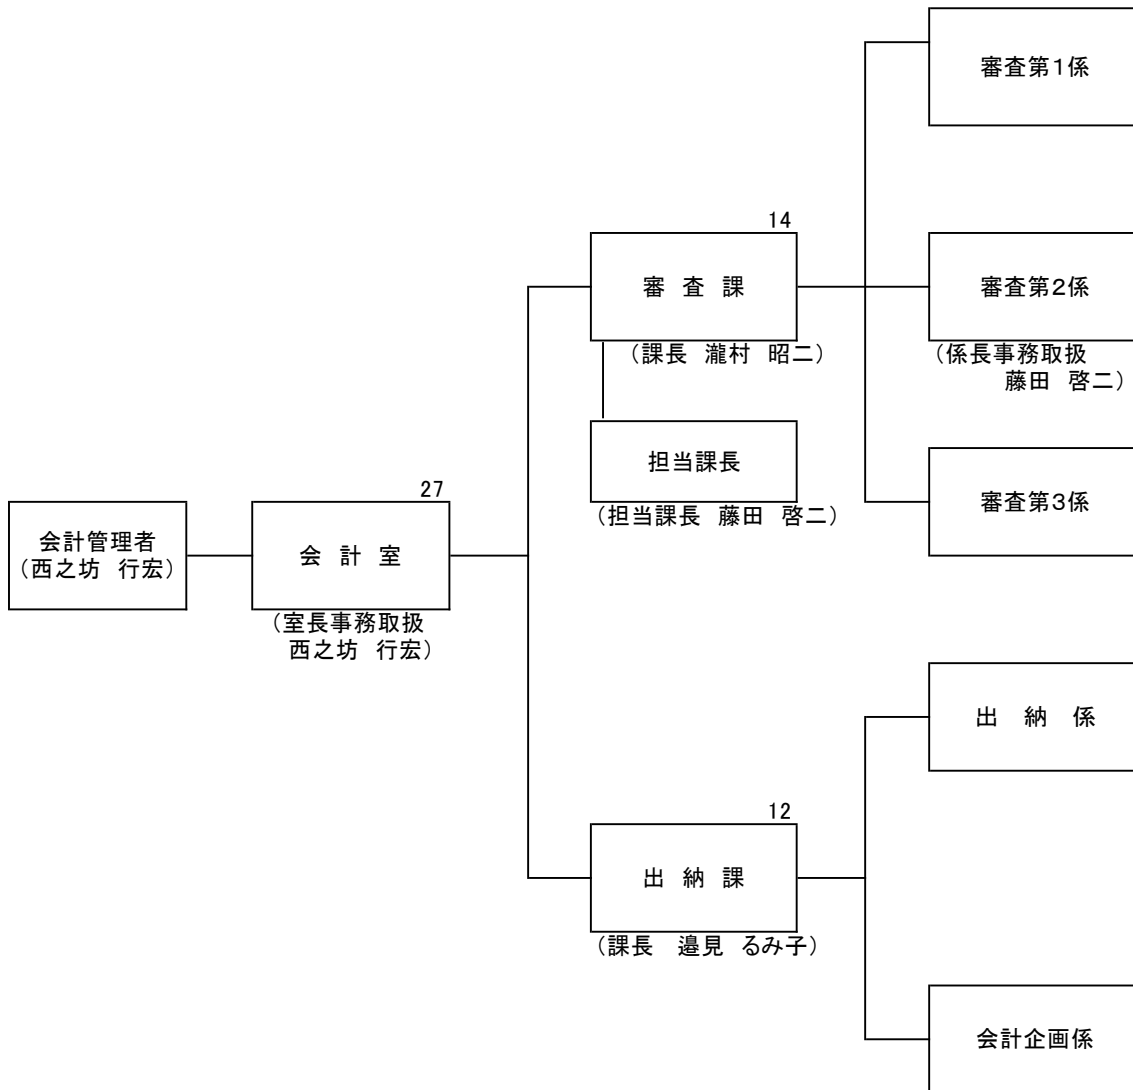 会計管理者
（西之坊　行宏）
27
会　計　室
（室長事務取扱
西之坊　行宏）
14
審　査　課
（課長　瀧村　昭二）
担当課長
（担当課長　藤田　啓二）
審査第１係
審査第２係
（係長事務取扱
藤田　啓二）
審査第３係
12
出　納　課
（課長　邉見　るみ子）
出　納　係
会計企画係